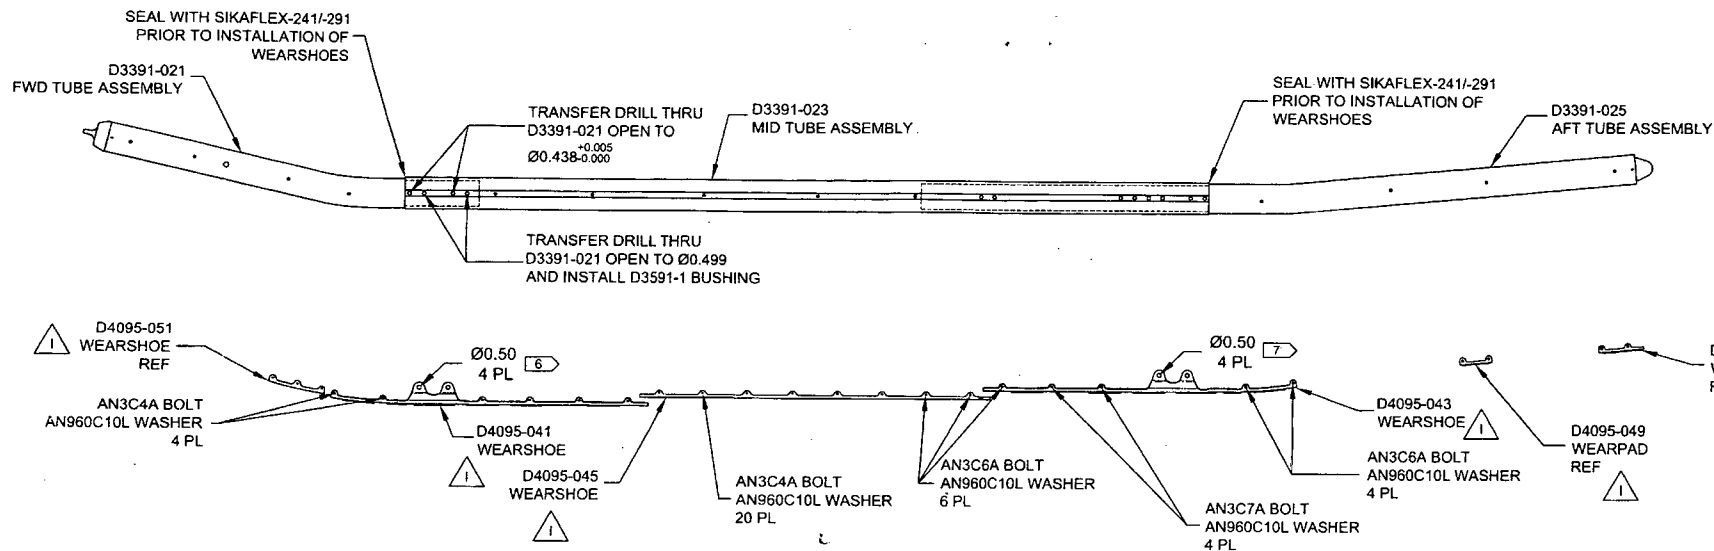 SEAL WITH SIKAFLEX-241/-291
PRIOR TO INSTALLATION OF
WEARSHOES
D3391-021
FWD TUBE ASSEMBLY
TRANSFER DRILL THRU
D3391-021 OPEN TO
Ø0.438 +0.005 -0.000
D3391-023
MID TUBE ASSEMBLY
SEAL WITH SIKAFLEX-241/-291
PRIOR TO INSTALLATION OF
WEARSHOES
D3391-025
AFT TUBE ASSEMBLY
TRANSFER DRILL THRU
D3391-021 OPEN TO Ø0.499
AND INSTALL D3591-1 BUSHING
D4095-051
WEARSHOE
REF
1
Ø0.50
4 PL
6
AN3C4A BOLT
AN960C10L WASHER
4 PL
D4095-041
WEARSHOE
1
D4095-045
WEARSHOE
1
AN3C4A BOLT
AN960C10L WASHER
20 PL
AN3C6A BOLT
AN960C10L WASHER
6 PL
Ø0.50
4 PL
7
AN3C7A BOLT
AN960C10L WASHER
4 PL
AN3C6A BOLT
AN960C10L WASHER
4 PL
D4095-043
WEARSHOE
1
D4095-049
WEARPAD
REF
1